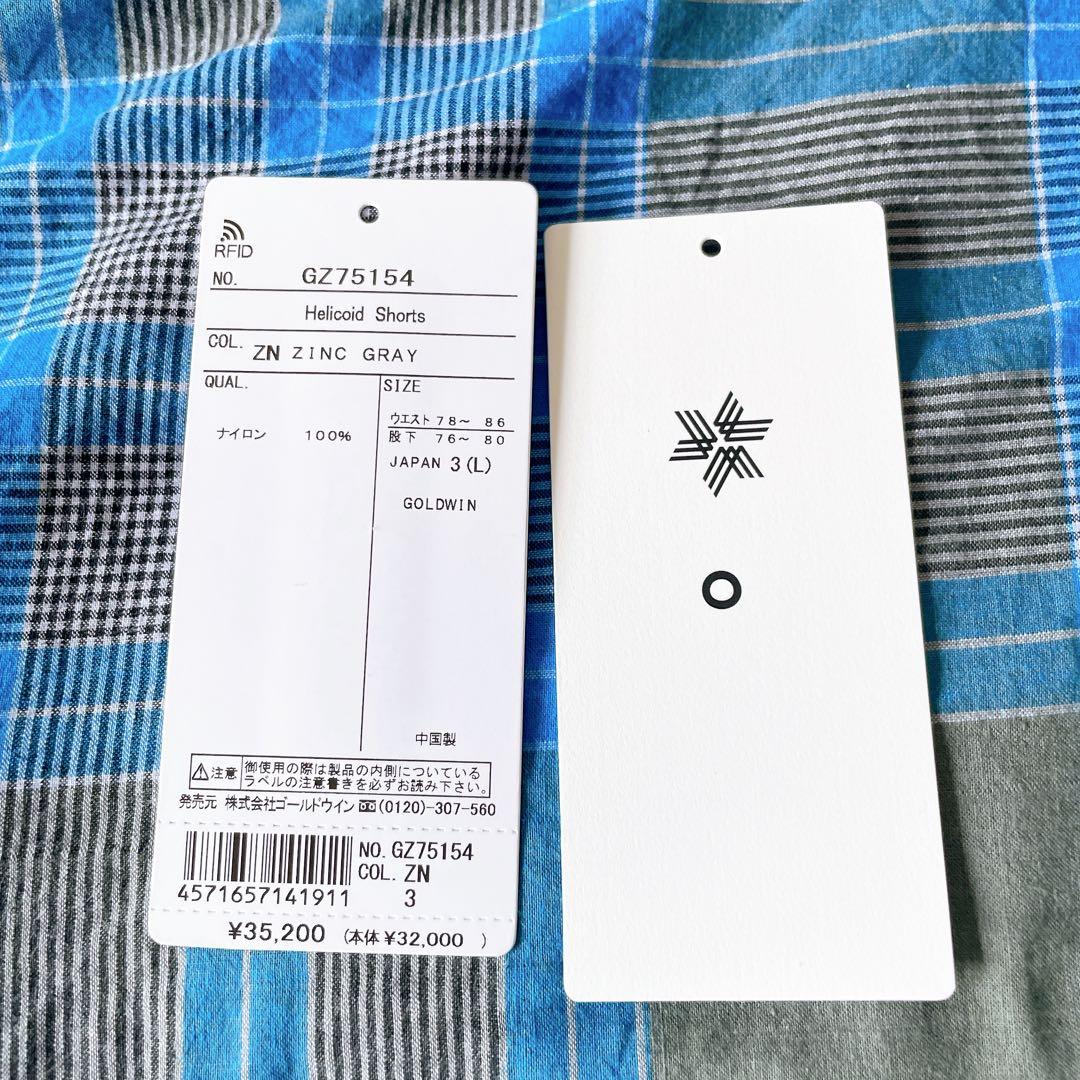 RFID
NO. GZ75154
Helicoid Shorts
COL. ZN ZINC GRAY
QUAL. SIZE
ナイロン 100%
ウエスト 78〜 86
股下 76〜 80
JAPAN 3(L)
GOLDWIN
中国製
注意 御使用の際は製品の内側についている
ラベルの注意書きを必ずお読み下さい。
発売元 株式会社ゴールドウイン (0120)-307-560
NO. GZ75154
COL. ZN
3
4571657141911
¥35,200 (本体¥32,000 )